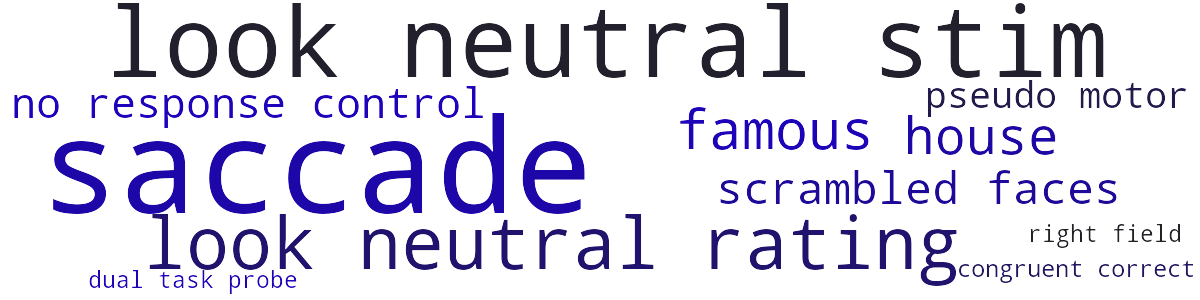 look neutral stim
no response control
pseudo motor
famous
house
saccade
scrambled faces
look neutral rating
right field
dual task probe
congruent correct